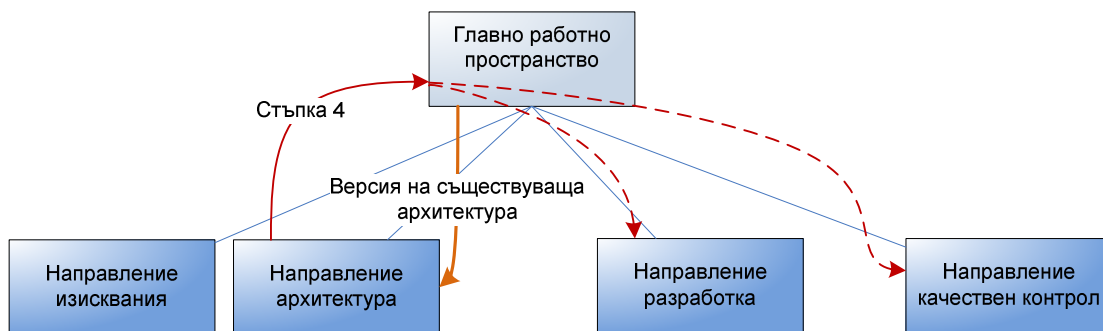 Главно работно
пространство
Стъпка 4
Версия на съществуваща
архитектура
Направление
изисквания
Направление
архитектура
Направление
разработка
Направление
качествен контрол